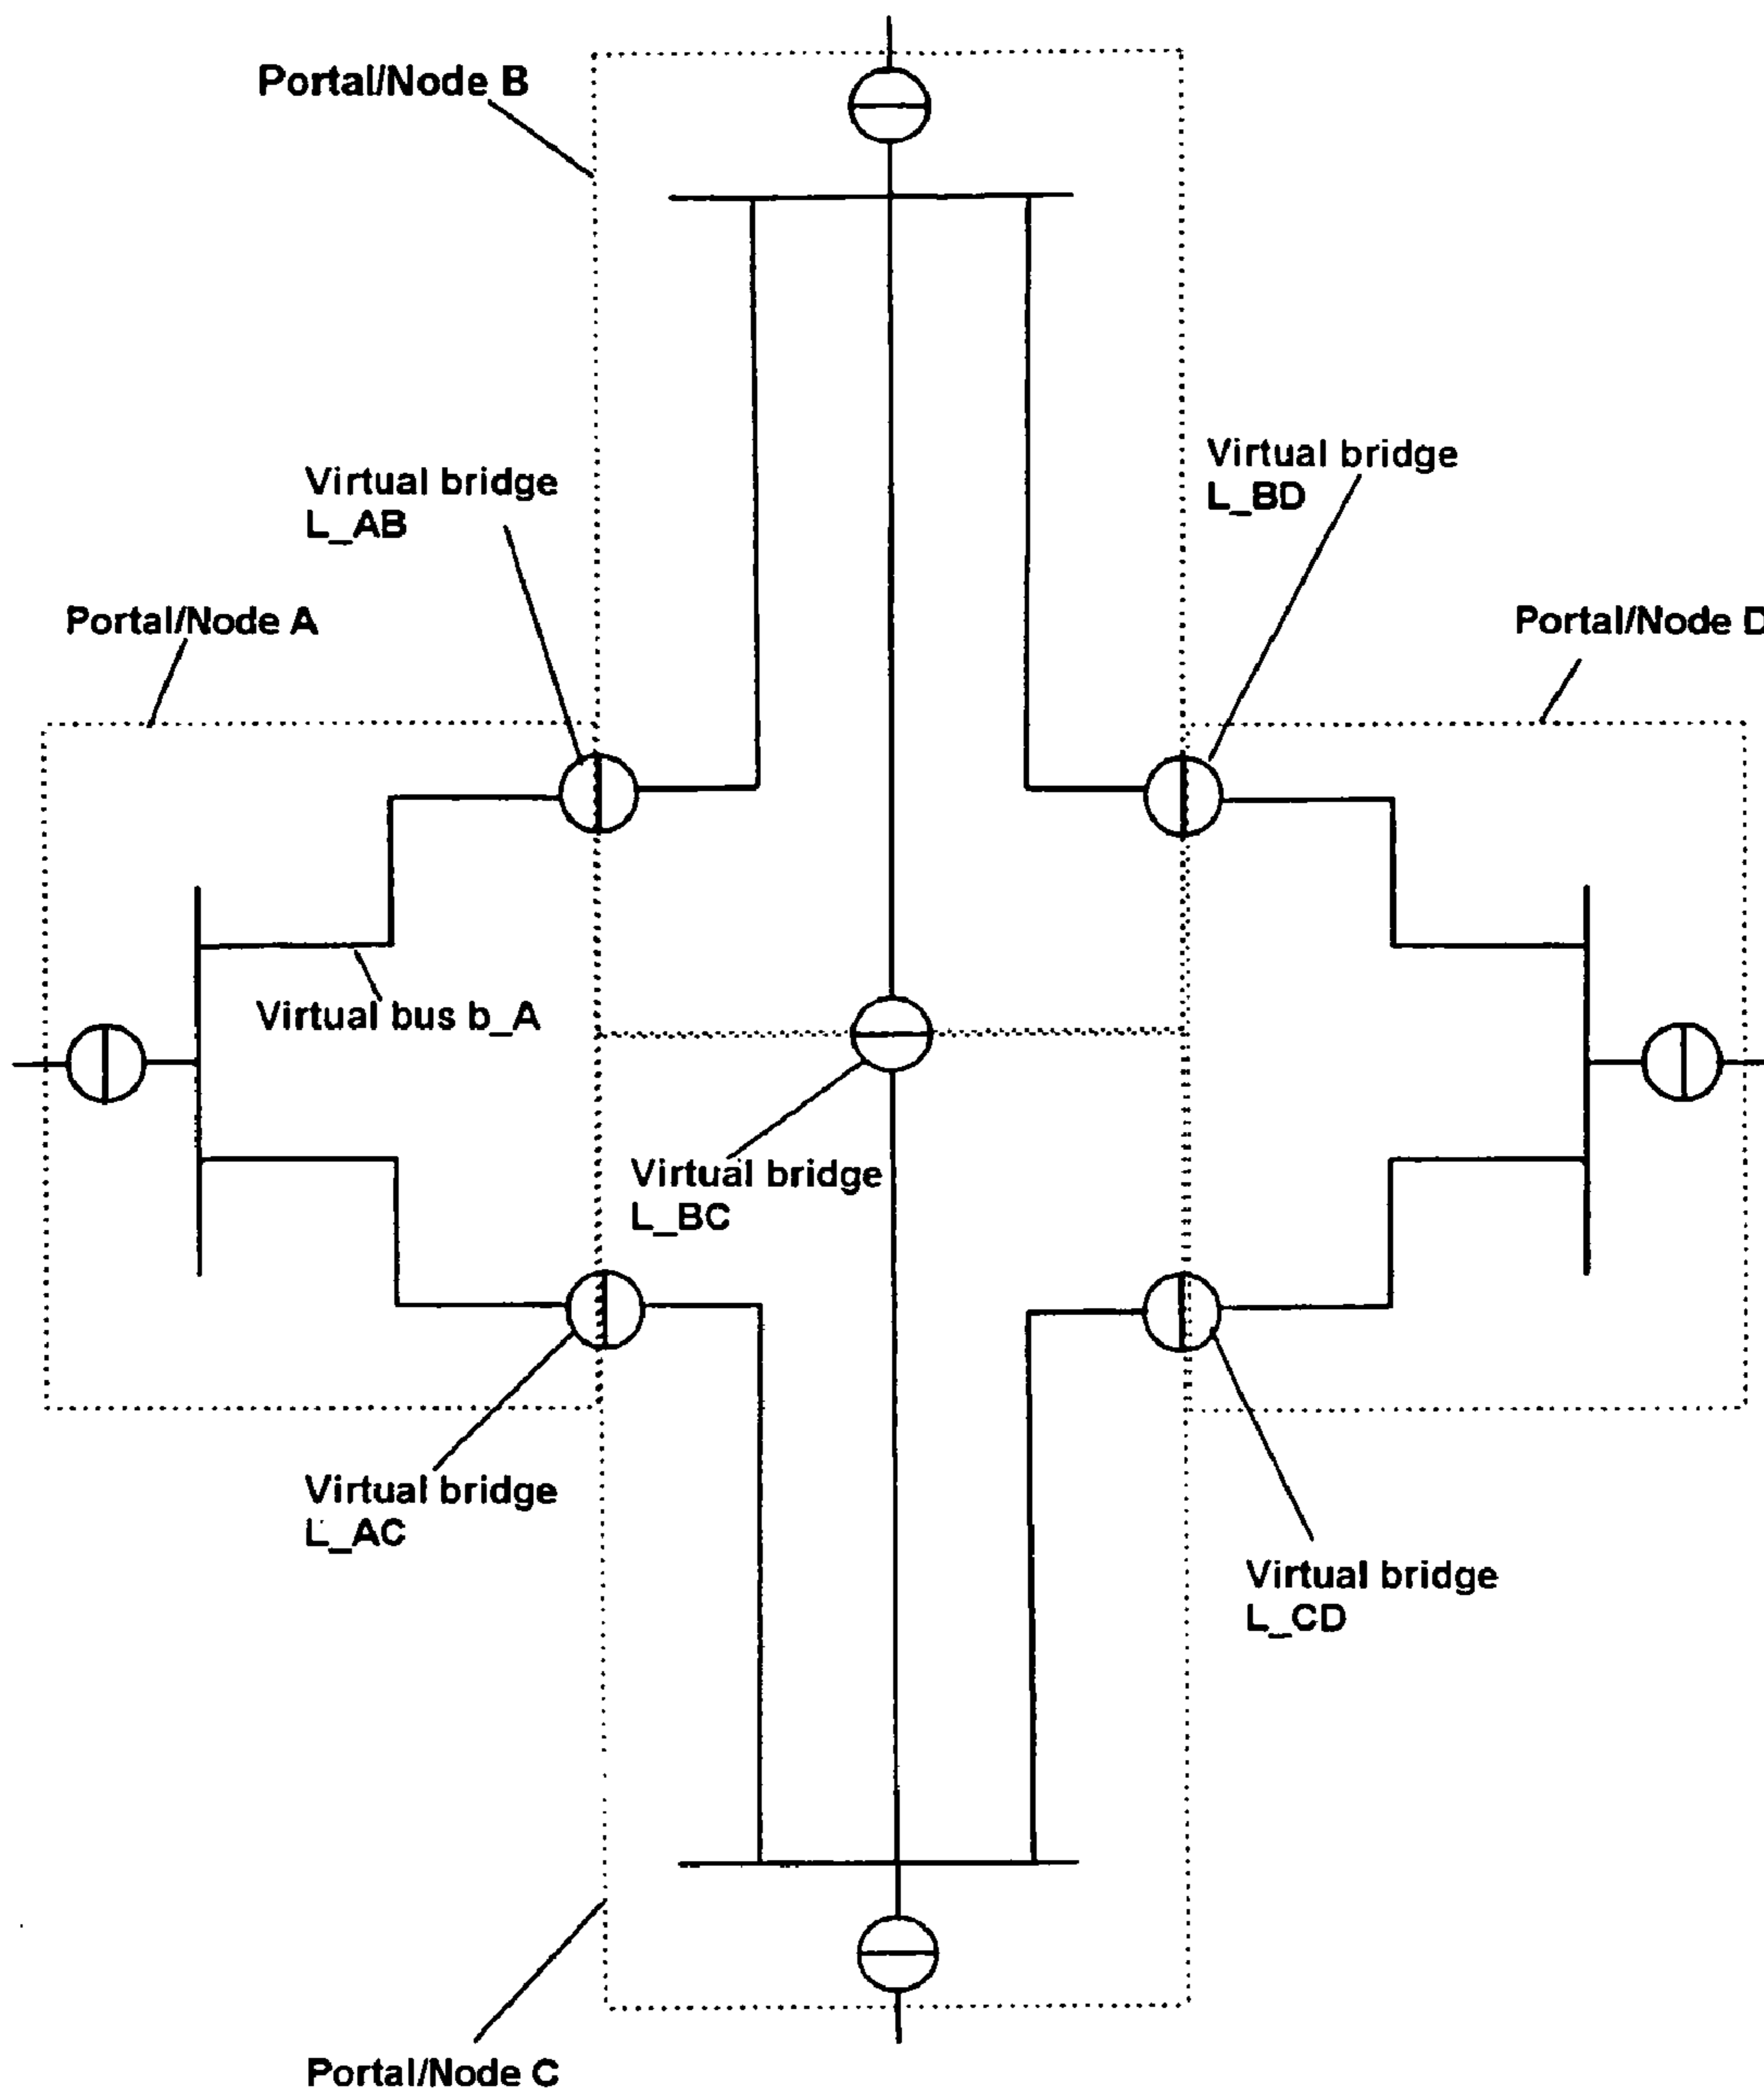 Portal/Node B
Virtual bridge
L_BD
Virtual bridge
L_AB
Portal/Node A
Portal/Node D
Virtual bus b_A
Virtual bridge
L_BC
Virtual bridge
L_AC
Virtual bridge
L_CD
Portal/Node C